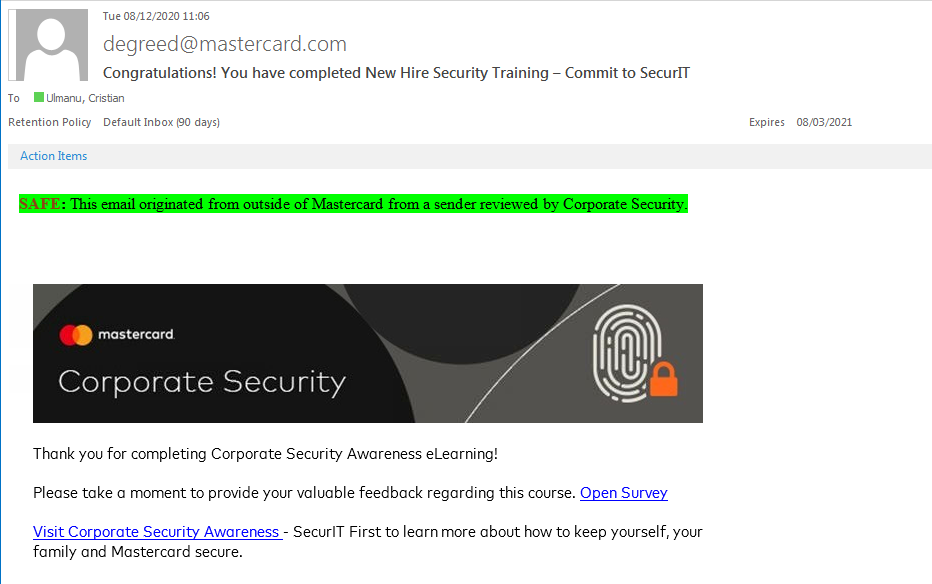 Tue 08/12/2020 11:06
degreed@mastercard.com
Congratulations! You have completed New Hire Security Training – Commit to SecurIT
To Ulmanu, Cristian
Retention Policy Default Inbox (90 days) Expires 08/03/2021
Action Items
SAFE: This email originated from outside of Mastercard from a sender reviewed by Corporate Security.
mastercard.
Corporate Security
Thank you for completing Corporate Security Awareness eLearning!
Please take a moment to provide your valuable feedback regarding this course. Open Survey
Visit Corporate Security Awareness - SecurIT First to learn more about how to keep yourself, your
family and Mastercard secure.